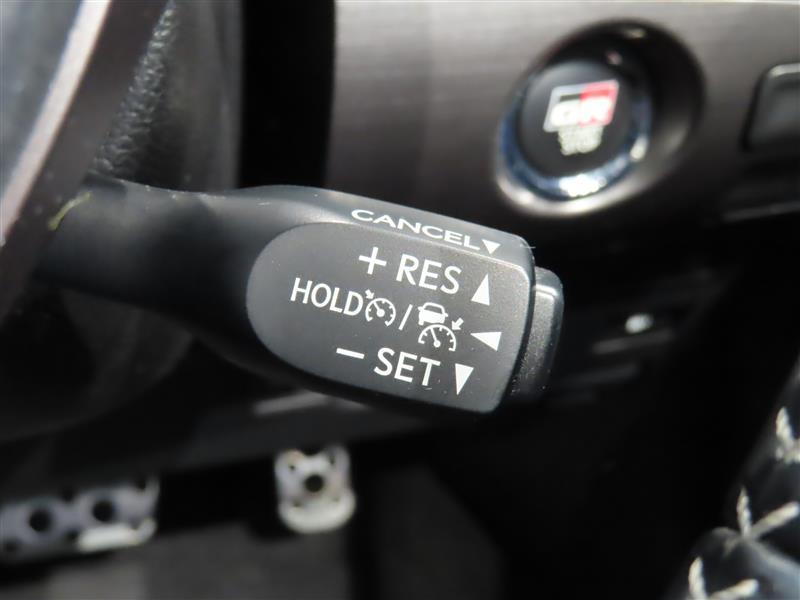 CANCEL▼
+ RES ▲
HOLD / ◀
− SET ▼
GR